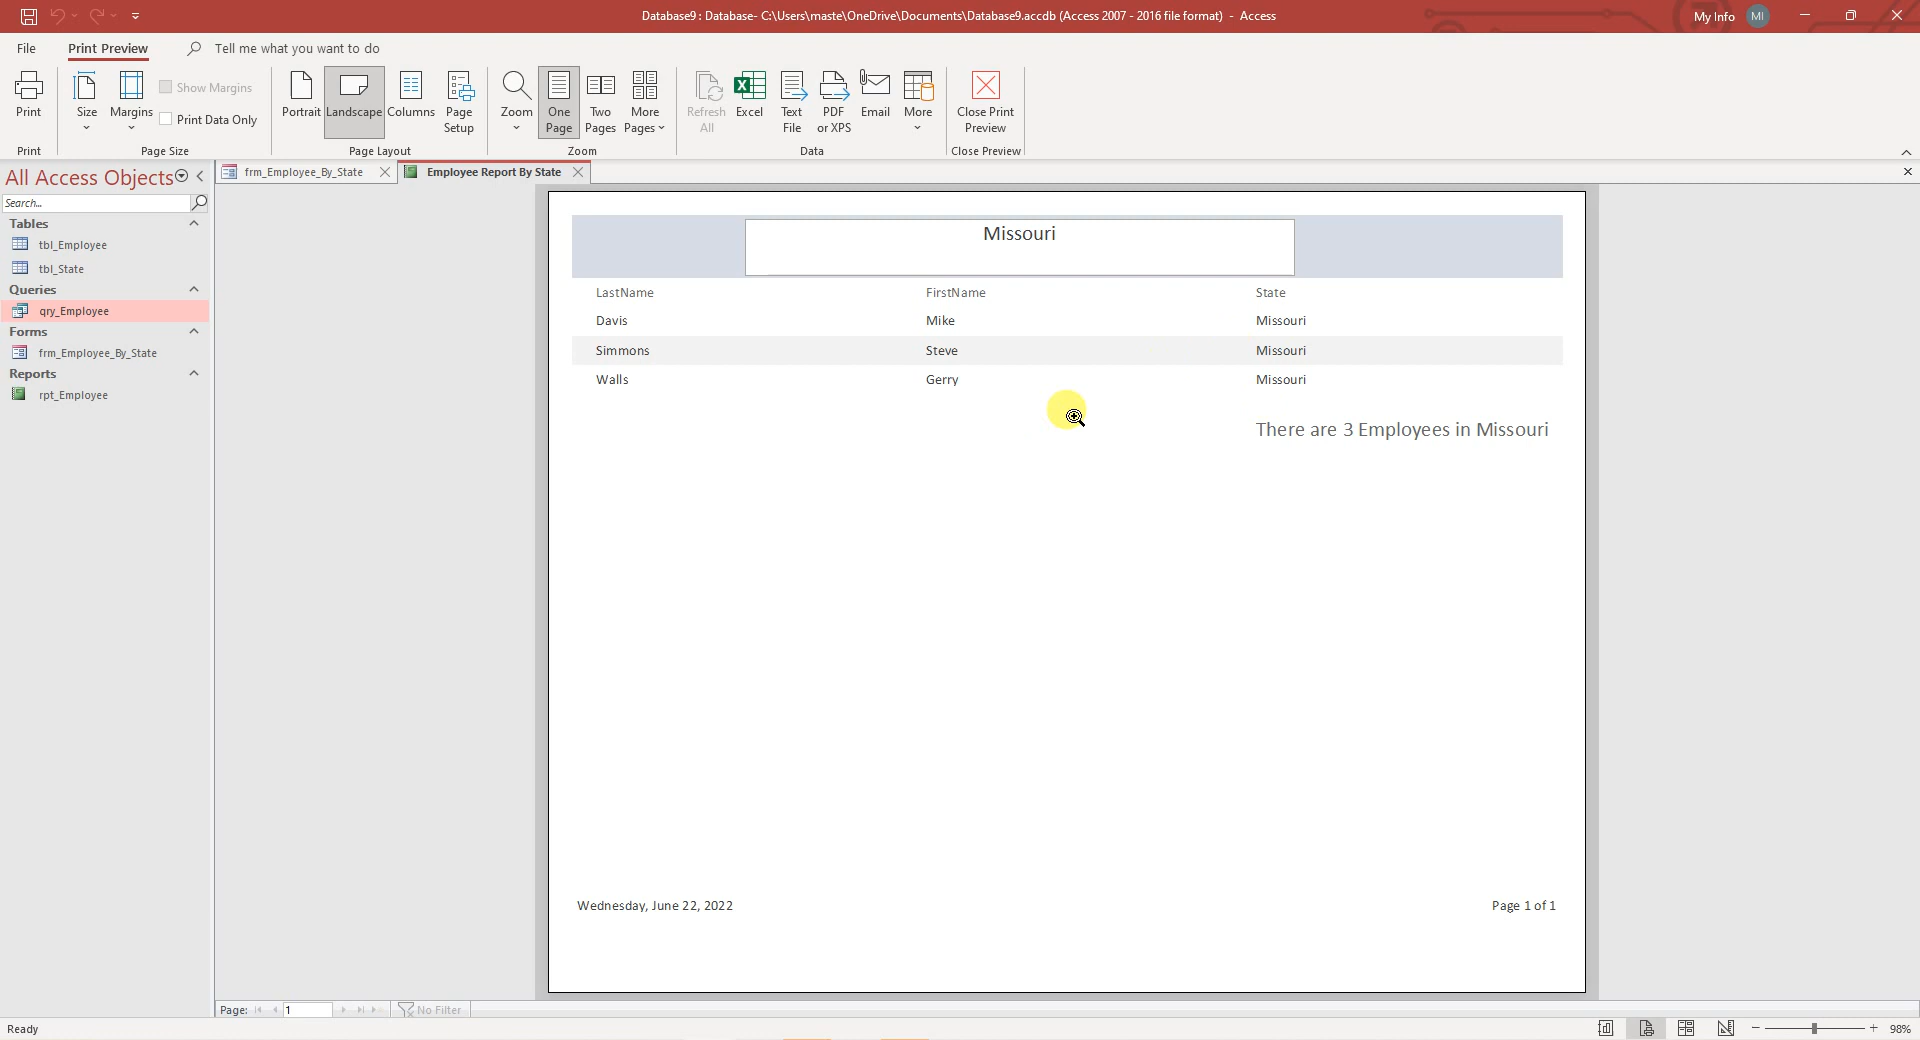 Database9 : Database- C:\Users\maste\OneDrive\Documents\Database9.accdb (Access 2007 - 2016 file format) - Access
My Info
MI
File
Print Preview
Tell me what you want to do
Print
Size
Margins
Show Margins
Print Data Only
Portrait
Landscape
Columns
Page Setup
Zoom
One Page
Two Pages
More Pages
Refresh All
Excel
Text File
PDF or XPS
Email
More
Close Print Preview
Print
Page Size
Page Layout
Zoom
Data
Close Preview
All Access Objects
Search...
Tables
tbl_Employee
tbl_State
Queries
qry_Employee
Forms
frm_Employee_By_State
Reports
rpt_Employee
frm_Employee_By_State
Employee Report By State
Missouri
LastName FirstName State
Davis Mike Missouri
Simmons Steve Missouri
Walls Gerry Missouri
There are 3 Employees in Missouri
Wednesday, June 22, 2022
Page 1 of 1
Page: 1
No Filter
Ready
98%